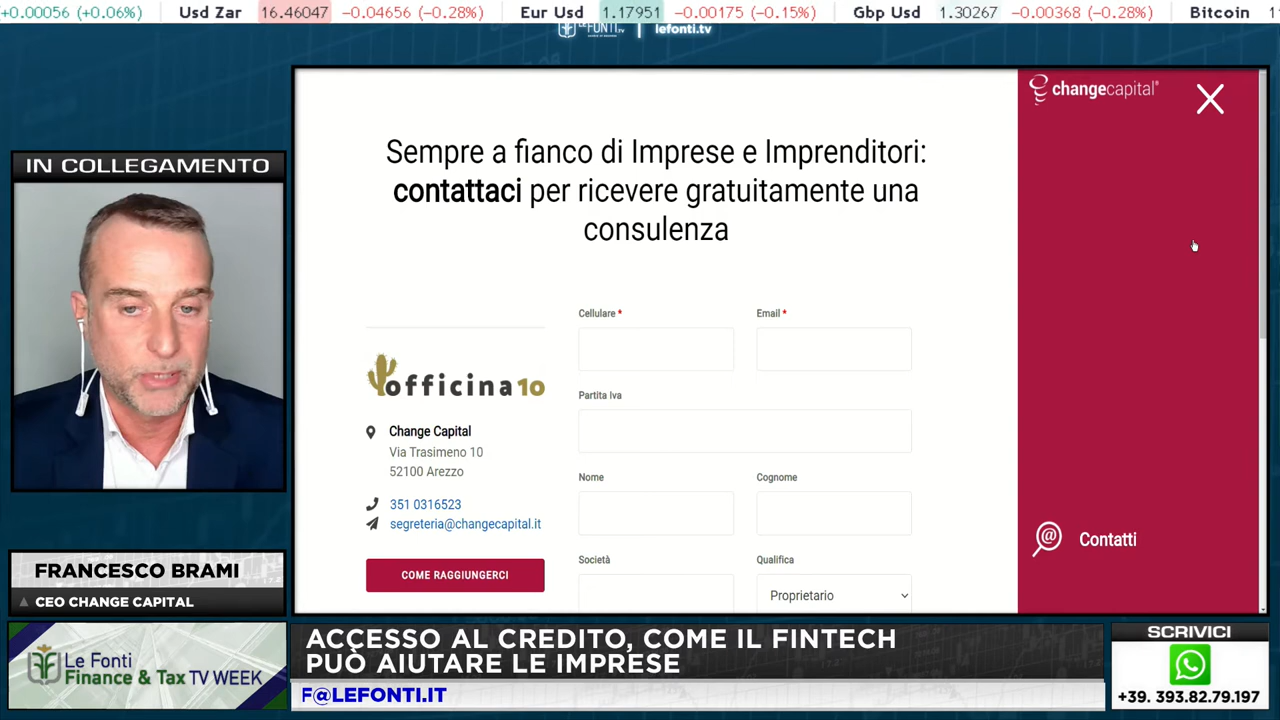 +0.00056 (+0.06%) Usd Zar 16.46047 −0.04656 (−0.28%) Eur Usd 1.17951 −0.00175 (−0.15%) Gbp Usd 1.30267 −0.00368 (−0.28%) Bitcoin
LE FONTI TV lefonti.tv
changecapital®
IN COLLEGAMENTO
Sempre a fianco di Imprese e Imprenditori:
contattaci per ricevere gratuitamente una
consulenza
Cellulare *
Email *
officina10
Partita Iva
Change Capital
Via Trasimeno 10
52100 Arezzo
Nome
Cognome
351 0316523
segreteria@changecapital.it
Contatti
Società
Qualifica
COME RAGGIUNGERCI
Proprietario
FRANCESCO BRAMI
CEO CHANGE CAPITAL
Le Fonti
Finance & Tax TV WEEK
ACCESSO AL CREDITO, COME IL FINTECH
PUÒ AIUTARE LE IMPRESE
F@LEFONTI.IT
SCRIVICI
+39. 393.82.79.197